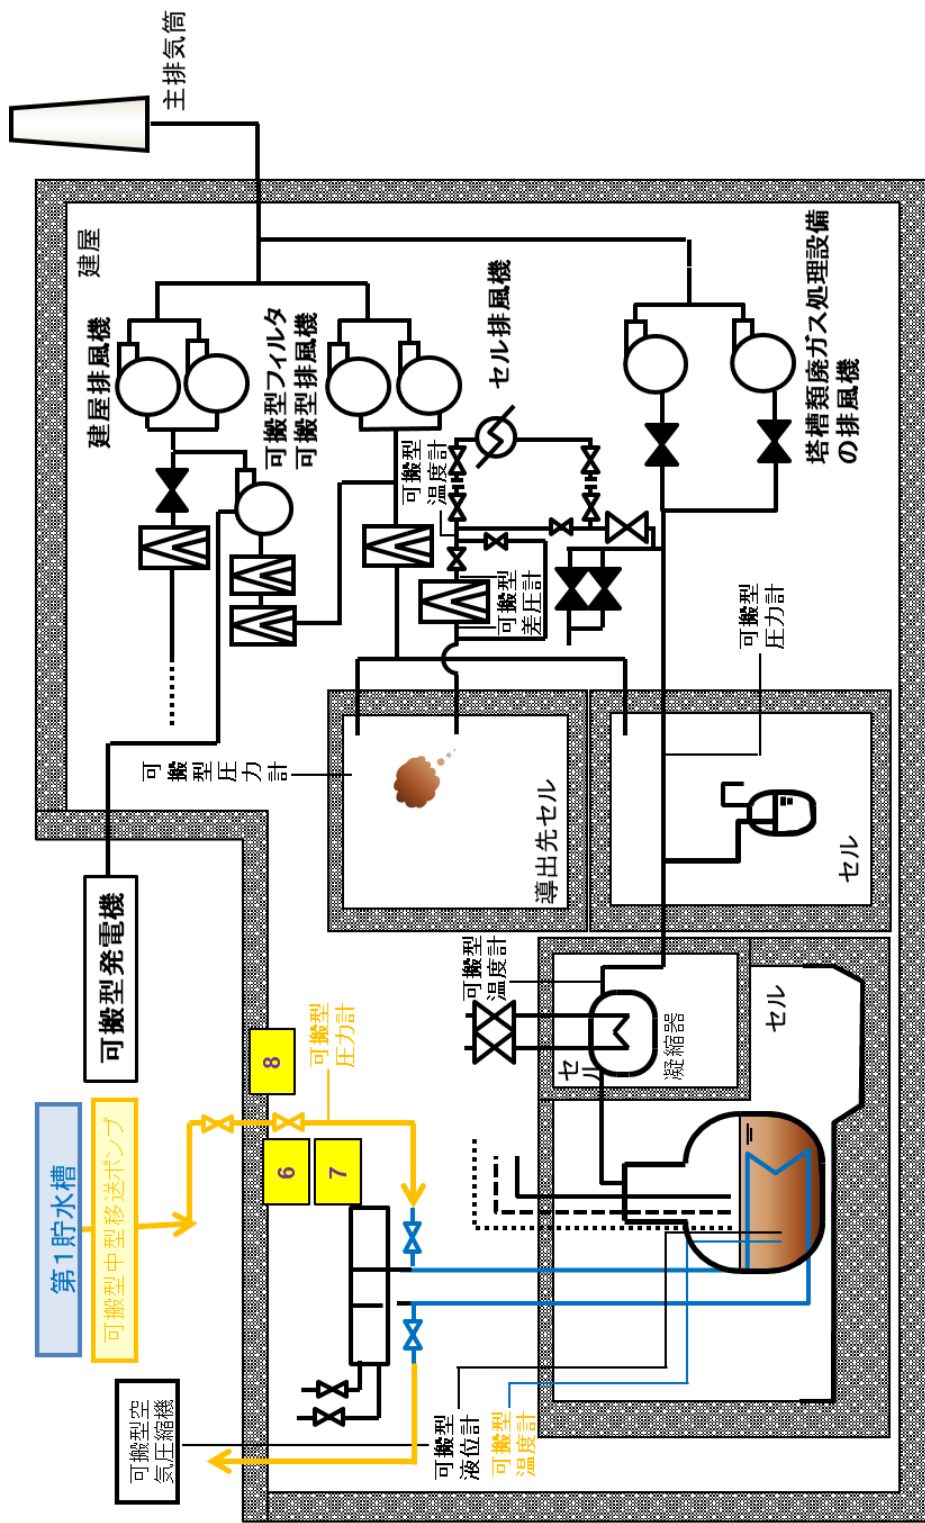 主排気筒
建屋
建屋排風機
可搬型フィルタ
可搬型排風機
セル排風機
塔槽類廃ガス処理設備
の排風機
可搬型
温度計
可搬型
差圧計
可搬型
圧力計
可搬型圧力計
導出先セル
セル
可搬型発電機
可搬型
温度計
セル
凝縮器
セル
8
可搬型
圧力計
第1貯水槽
可搬型中型移送ポンプ
6
7
可搬型空
気圧縮機
可搬型
液位計
可搬型
温度計